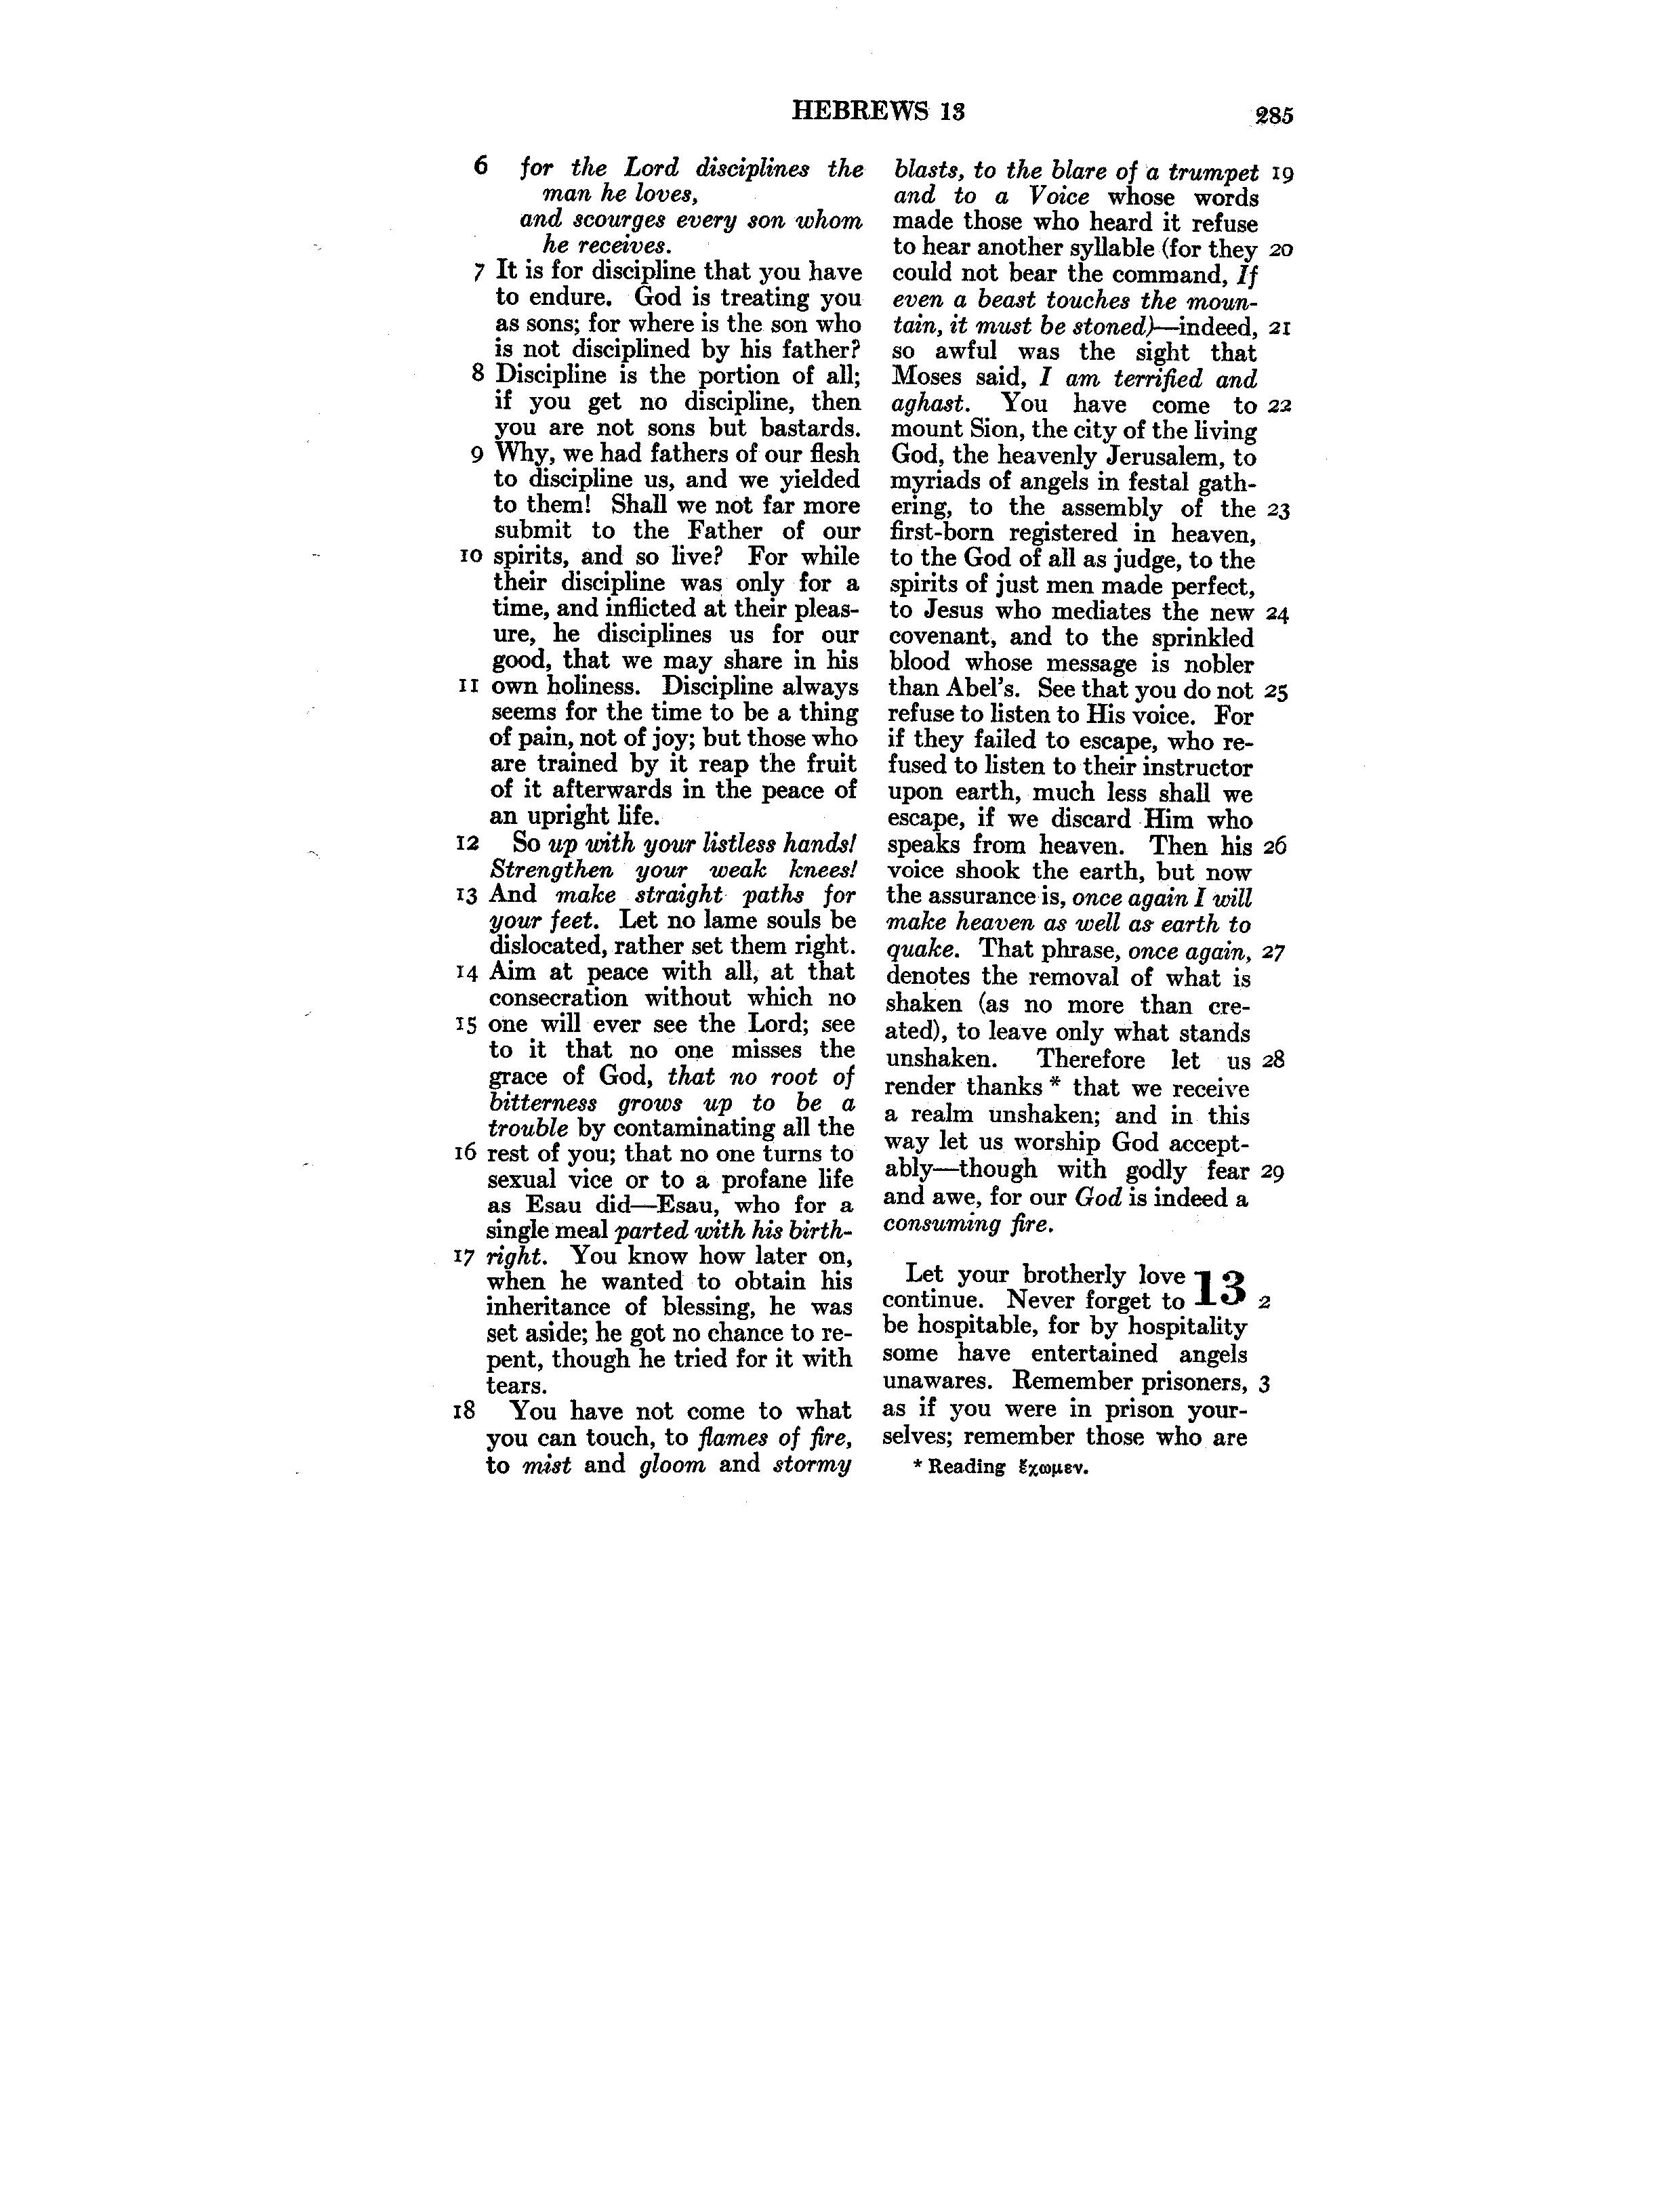 HEBREWS 13 285
6 for the Lord disciplines the
man he loves,
and scourges every son whom
he receives.
7 It is for discipline that you have
to endure. God is treating you
as sons; for where is the son who
is not disciplined by his father?
8 Discipline is the portion of all;
if you get no discipline, then
you are not sons but bastards.
9 Why, we had fathers of our flesh
to discipline us, and we yielded
to them! Shall we not far more
submit to the Father of our
10 spirits, and so live? For while
their discipline was only for a
time, and inflicted at their pleas-
ure, he disciplines us for our
good, that we may share in his
11 own holiness. Discipline always
seems for the time to be a thing
of pain, not of joy; but those who
are trained by it reap the fruit
of it afterwards in the peace of
an upright life.
12 So up with your listless hands!
Strengthen your weak knees!
13 And make straight paths for
your feet. Let no lame souls be
dislocated, rather set them right.
14 Aim at peace with all, at that
consecration without which no
15 one will ever see the Lord; see
to it that no one misses the
grace of God, that no root of
bitterness grows up to be a
trouble by contaminating all the
16 rest of you; that no one turns to
sexual vice or to a profane life
as Esau did—Esau, who for a
single meal parted with his birth-
17 right. You know how later on,
when he wanted to obtain his
inheritance of blessing, he was
set aside; he got no chance to re-
pent, though he tried for it with
tears.
18 You have not come to what
you can touch, to flames of fire,
to mist and gloom and stormy
blasts, to the blare of a trumpet 19
and to a Voice whose words
made those who heard it refuse
to hear another syllable (for they 20
could not bear the command, If
even a beast touches the moun-
tain, it must be stoned)—indeed, 21
so awful was the sight that
Moses said, I am terrified and
aghast. You have come to 22
mount Sion, the city of the living
God, the heavenly Jerusalem, to
myriads of angels in festal gath-
ering, to the assembly of the 23
first-born registered in heaven,
to the God of all as judge, to the
spirits of just men made perfect,
to Jesus who mediates the new 24
covenant, and to the sprinkled
blood whose message is nobler
than Abel's. See that you do not 25
refuse to listen to His voice. For
if they failed to escape, who re-
fused to listen to their instructor
upon earth, much less shall we
escape, if we discard Him who
speaks from heaven. Then his 26
voice shook the earth, but now
the assurance is, once again I will
make heaven as well as earth to
quake. That phrase, once again, 27
denotes the removal of what is
shaken (as no more than cre-
ated), to leave only what stands
unshaken. Therefore let us 28
render thanks * that we receive
a realm unshaken; and in this
way let us worship God accept-
ably—though with godly fear 29
and awe, for our God is indeed a
consuming fire.
Let your brotherly love 13
continue. Never forget to 2
be hospitable, for by hospitality
some have entertained angels
unawares. Remember prisoners, 3
as if you were in prison your-
selves; remember those who are
* Reading ἔχωμεν.